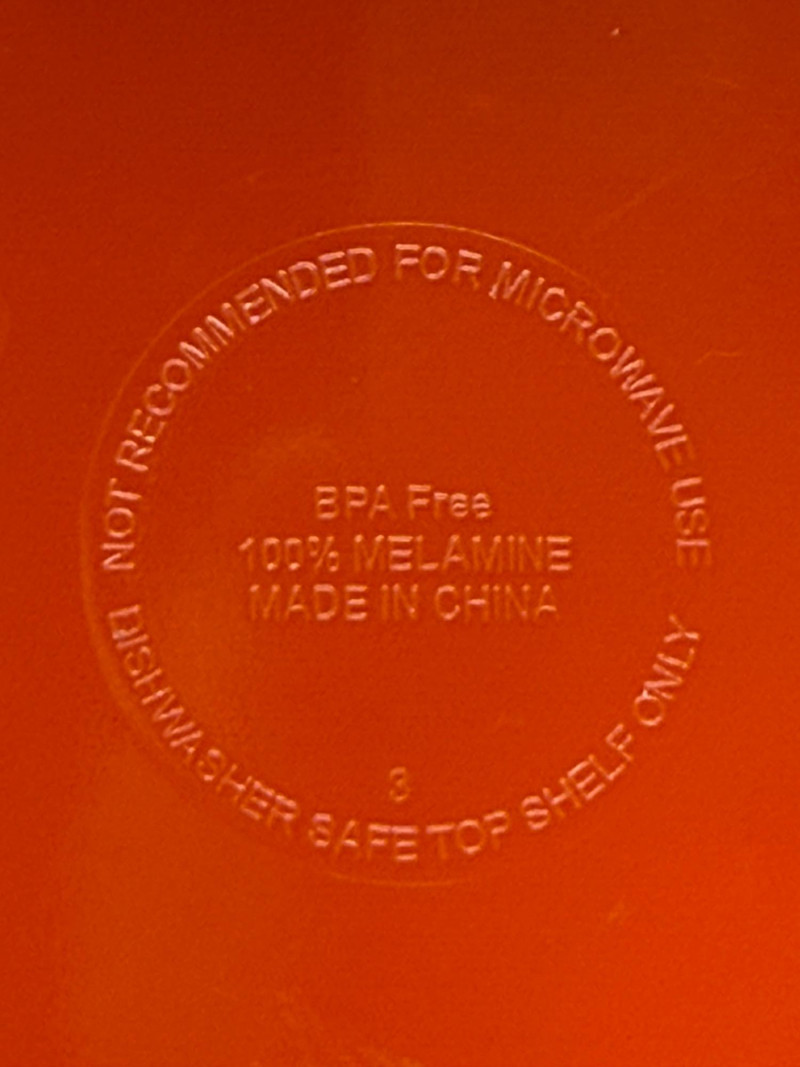 NOT RECOMMENDED FOR MICROWAVE USE
BPA Free
100% MELAMINE
MADE IN CHINA
3
DISHWASHER SAFE TOP SHELF ONLY